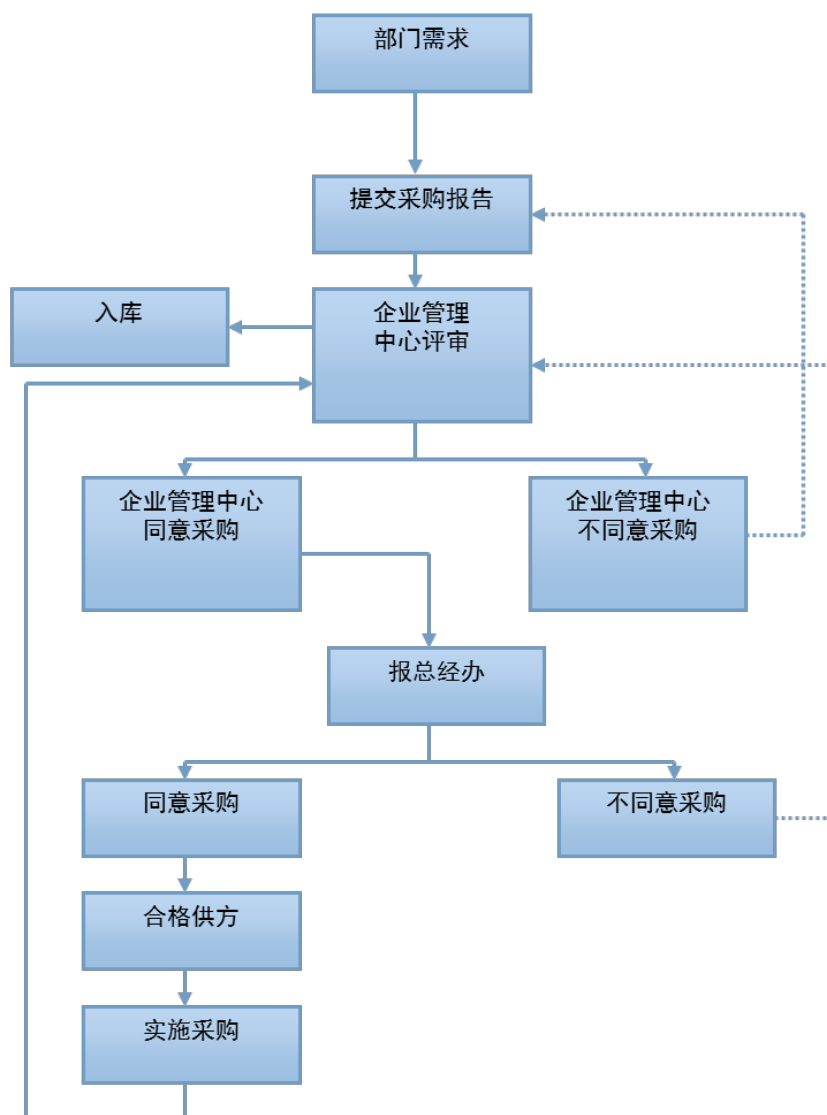 部门需求
提交采购报告
入库
企业管理
中心评审
企业管理中心
同意采购
企业管理中心
不同意采购
报总经办
同意采购
不同意采购
合格供方
实施采购